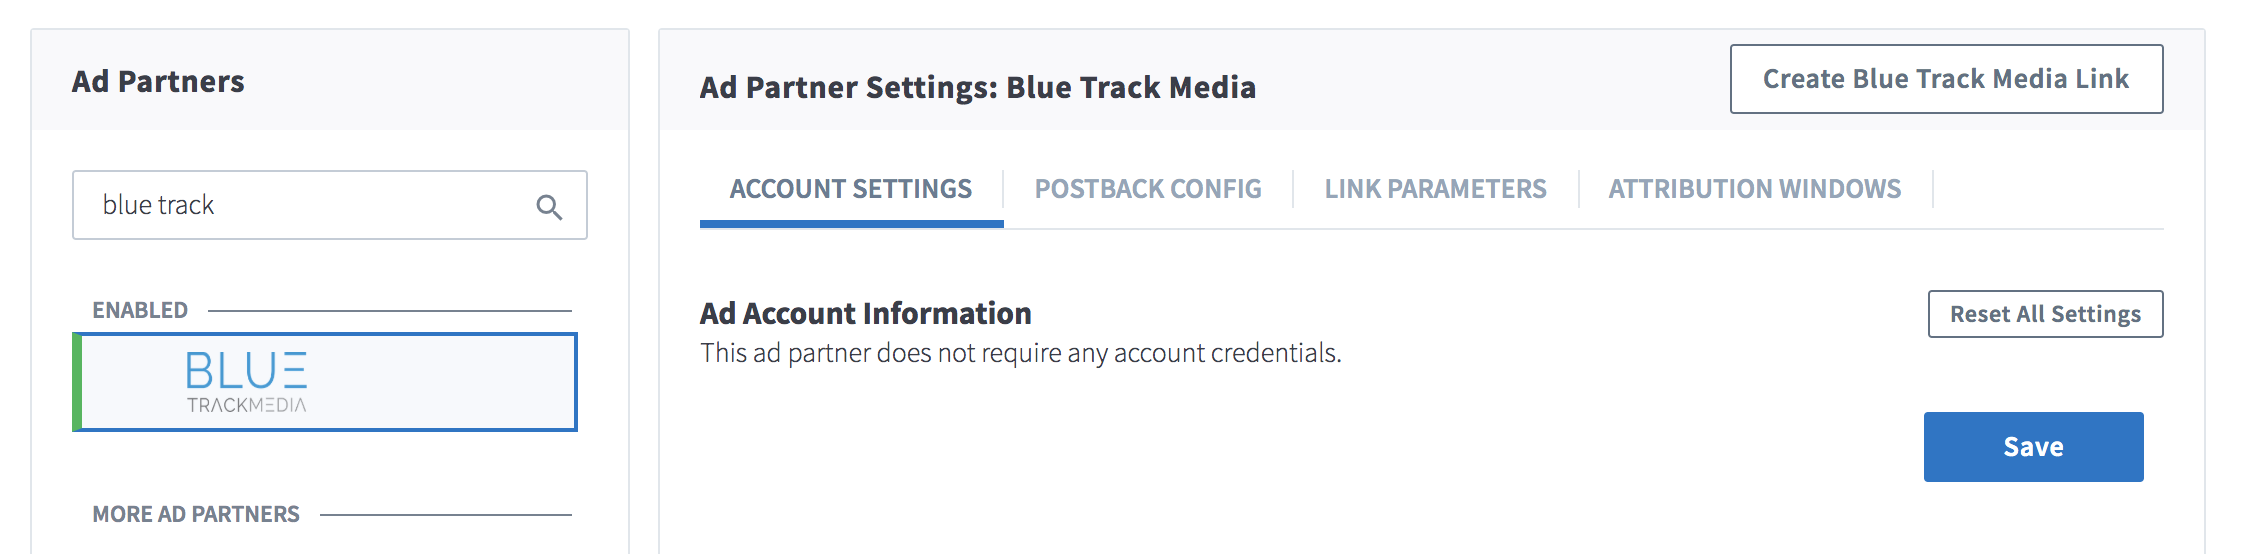 Ad Partners
blue track
ENABLED
BLUE
TRACKMEDIA
MORE AD PARTNERS
Ad Partner Settings: Blue Track Media
Create Blue Track Media Link
ACCOUNT SETTINGS
POSTBACK CONFIG
LINK PARAMETERS
ATTRIBUTION WINDOWS
Ad Account Information
Reset All Settings
This ad partner does not require any account credentials.
Save